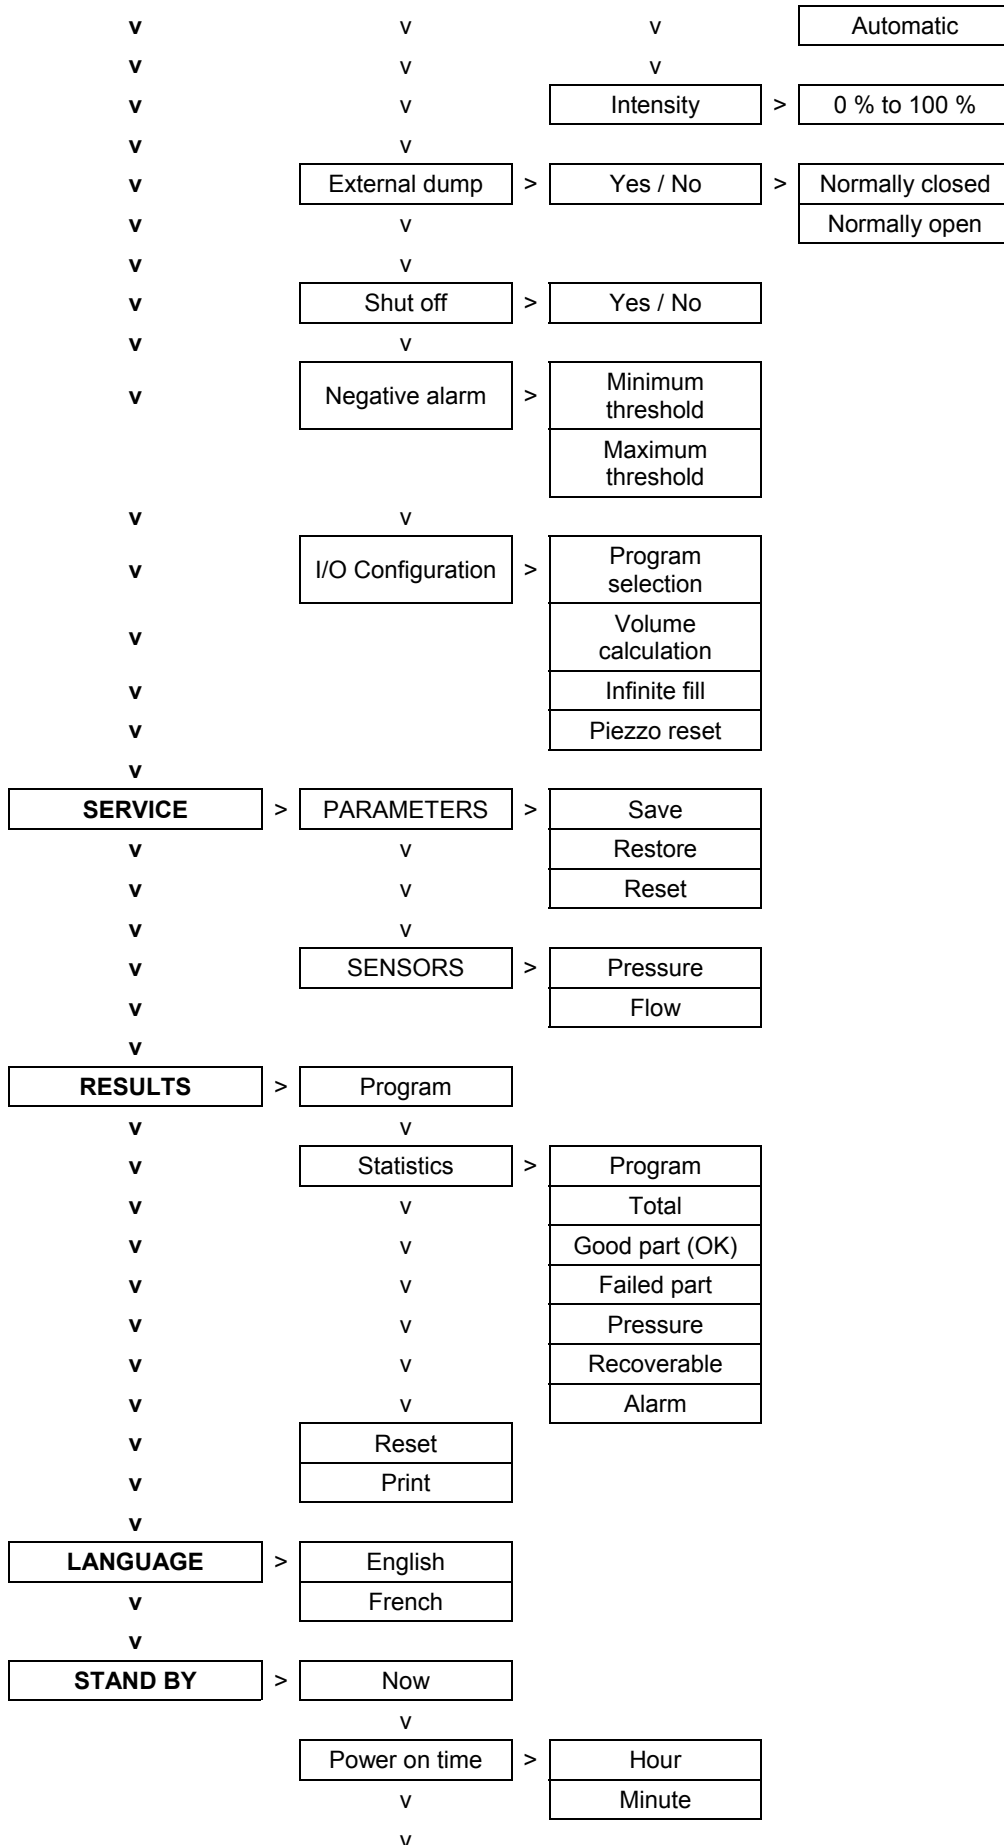 v v v Automatic
v v v
v v Intensity > 0 % to 100 %
v v
v External dump > Yes / No > Normally closed
v v Normally open
v v
v Shut off > Yes / No
v v
v Negative alarm > Minimum
threshold
Maximum
threshold
v v
v I/O Configuration > Program
selection
v Volume
calculation
v Infinite fill
v Piezzo reset
v
SERVICE > PARAMETERS > Save
v v Restore
v v Reset
v v
v SENSORS > Pressure
v Flow
v
RESULTS > Program
v v
v Statistics > Program
v v Total
v v Good part (OK)
v v Failed part
v v Pressure
v v Recoverable
v v Alarm
v Reset
v Print
v
LANGUAGE > English
v French
v
STAND BY > Now
v
Power on time > Hour
v Minute
v